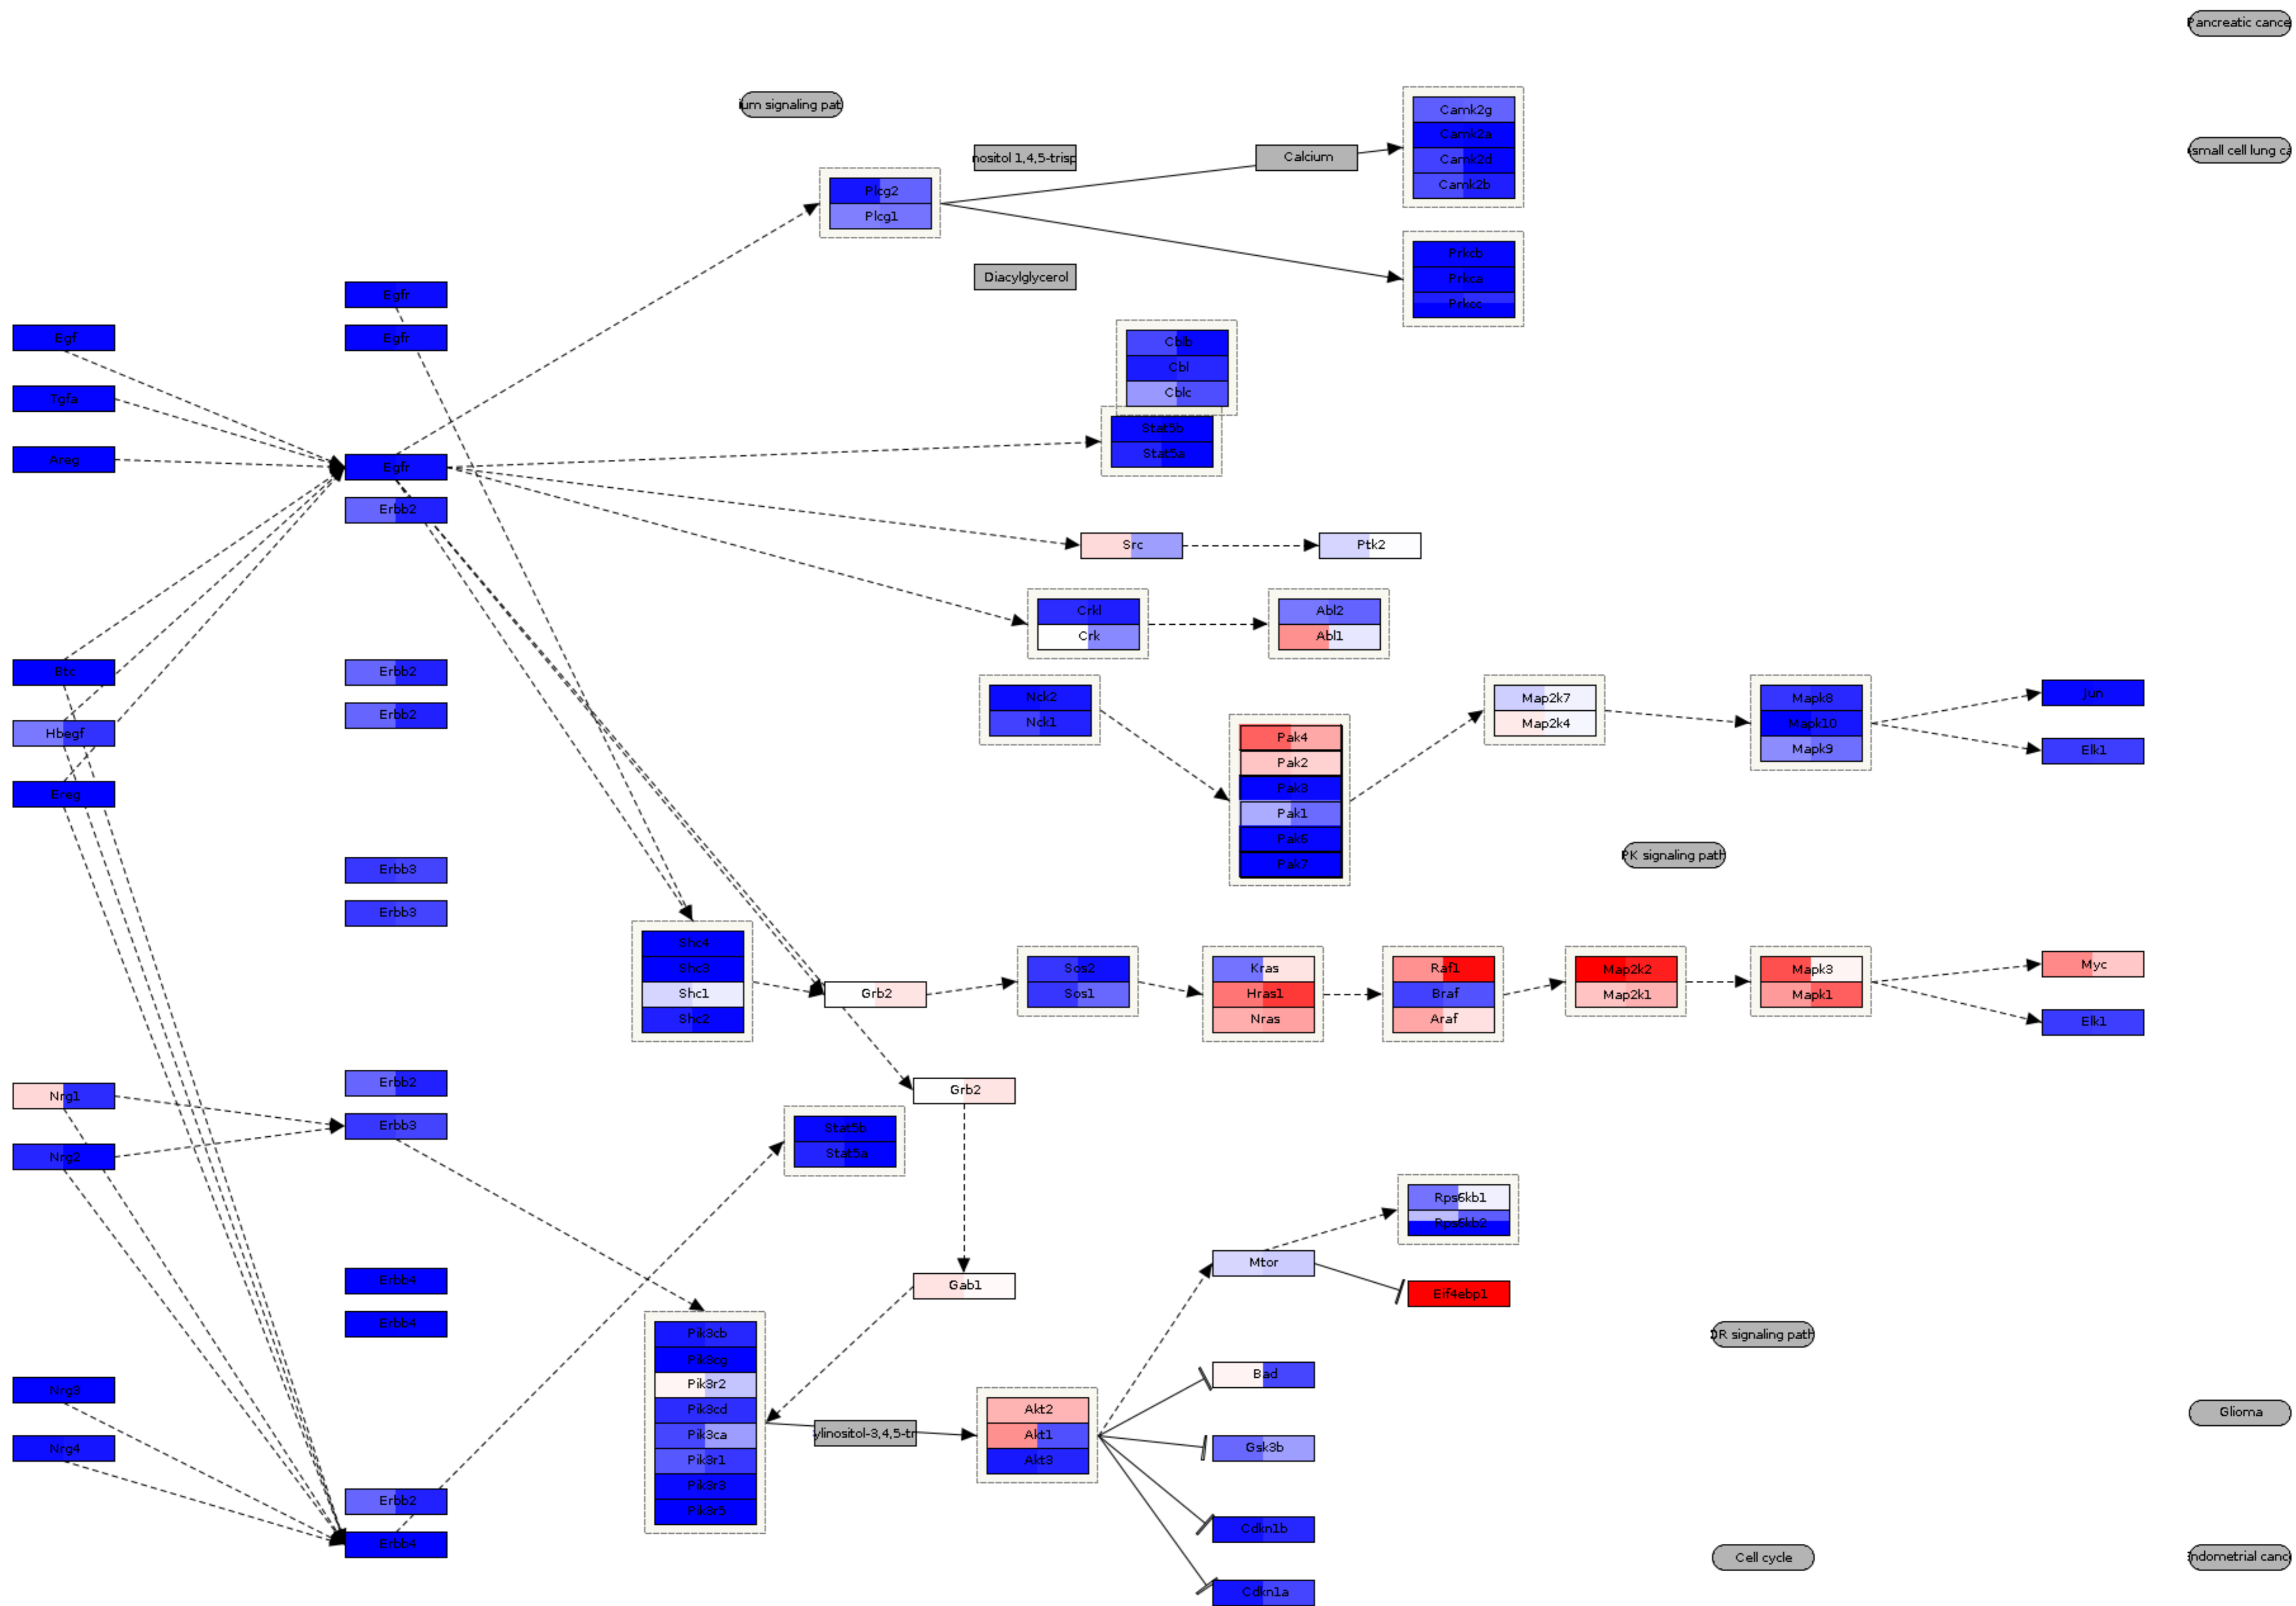 Pancreatic cance
um signaling pat
Camk2g
Camk2a
Camk2d
Camk2b
nositol 1,4,5-trisp
Calcium
small cell lung ca
Plcg2
Plcg1
Prkcb
Prkca
Prkcc
Diacylglycerol
Egfr
Egf
Egfr
Cblb
Cbl
Cblc
Tgfa
Stat5b
Stat5a
Areg
Egfr
Erbb2
Src
Ptk2
Crkl
Crk
Abl2
Abl1
Btc
Erbb2
Hbegf
Erbb2
Nck2
Nck1
Map2k7
Map2k4
Mapk8
Mapk10
Mapk9
Jun
Elk1
Pak4
Pak2
Pak3
Pak1
Pak6
Pak7
Ereg
PK signaling path
Erbb3
Erbb3
Shc4
Shc3
Shc1
Shc2
Grb2
Sos2
Sos1
Kras
Hras1
Nras
Raf1
Braf
Araf
Map2k2
Map2k1
Mapk3
Mapk1
Myc
Elk1
Nrg1
Erbb2
Grb2
Nrg2
Erbb3
Stat5b
Stat5a
Rps6kb1
Rps6kb2
Mtor
Erbb4
Gab1
Eif4ebp1
Erbb4
Pik3cb
Pik3cg
Pik3r2
Pik3cd
Pik3ca
Pik3r1
Pik3r3
Pik3r5
OR signaling path
Bad
Nrg3
Akt2
Akt1
Akt3
Glioma
ylinositol-3,4,5-tr
Nrg4
Gsk3b
Erbb2
Cdkn1b
Erbb4
Cell cycle
ndometrial canc
Cdkn1a